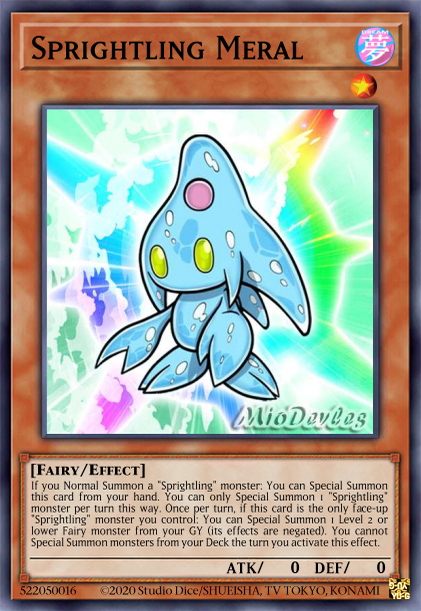 Sprightling Meral
DREAM
夢
MioDevles
[Fairy/Effect]
If you Normal Summon a "Sprightling" monster: You can Special Summon
this card from your hand. You can only Special Summon 1 "Sprightling"
monster per turn this way. Once per turn, if this card is the only face-up
"Sprightling" monster you control: You can Special Summon 1 Level 2 or
lower Fairy monster from your GY (its effects are negated). You cannot
Special Summon monsters from your Deck the turn you activate this effect.
ATK/ 0 DEF/ 0
522050016 ©2020 Studio Dice/SHUEISHA, TV TOKYO, KONAMI